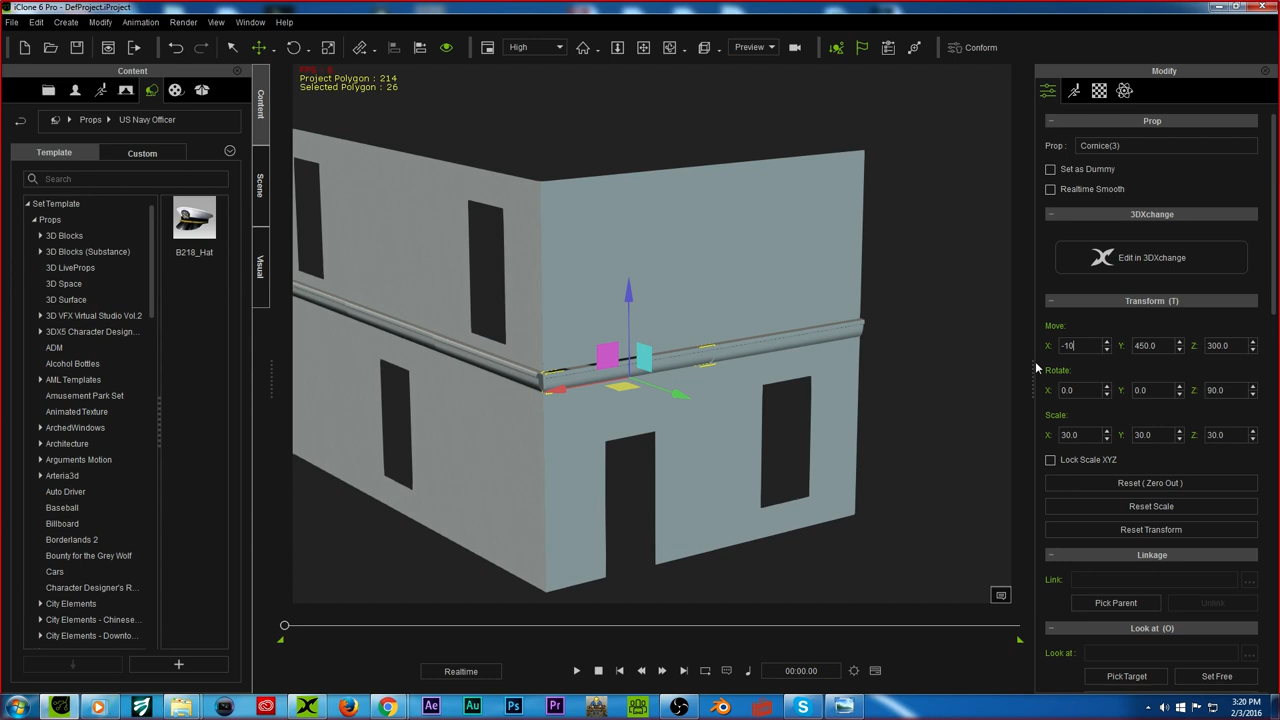 iClone 6 Pro - DefProject.iProject
File Edit Create Modify Animation Render View Window Help
High Preview Conform
Content
Props US Navy Officer
Template Custom
Search
SetTemplate
Props
3D Blocks
3D Blocks (Substance)
3D LiveProps
3D Space
3D Surface
3D VFX Virtual Studio Vol.2
3DX5 Character Design...
ADM
Alcohol Bottles
AML Templates
Amusement Park Set
Animated Texture
ArchedWindows
Architecture
Arguments Motion
Arteria3d
Auto Driver
Baseball
Billboard
Borderlands 2
Bounty for the Grey Wolf
Cars
Character Designer's R...
City Elements
City Elements - Chinese...
City Elements - Downto...
B218_Hat
Content
Scene
Visual
Project Polygon : 214
Selected Polygon : 26
Realtime
00:00.00
Modify
Prop
Prop : Cornice(3)
Set as Dummy
Realtime Smooth
3DXchange
Edit in 3DXchange
Transform (T)
Move:
X: -10 Y: 450.0 Z: 300.0
Rotate:
X: 0.0 Y: 0.0 Z: 90.0
Scale:
X: 30.0 Y: 30.0 Z: 30.0
Lock Scale XYZ
Reset ( Zero Out )
Reset Scale
Reset Transform
Linkage
Link:
Pick Parent Unlink
Look at (O)
Look at :
Pick Target Set Free
Ae Au Ps Pr
3:20 PM
2/3/2016